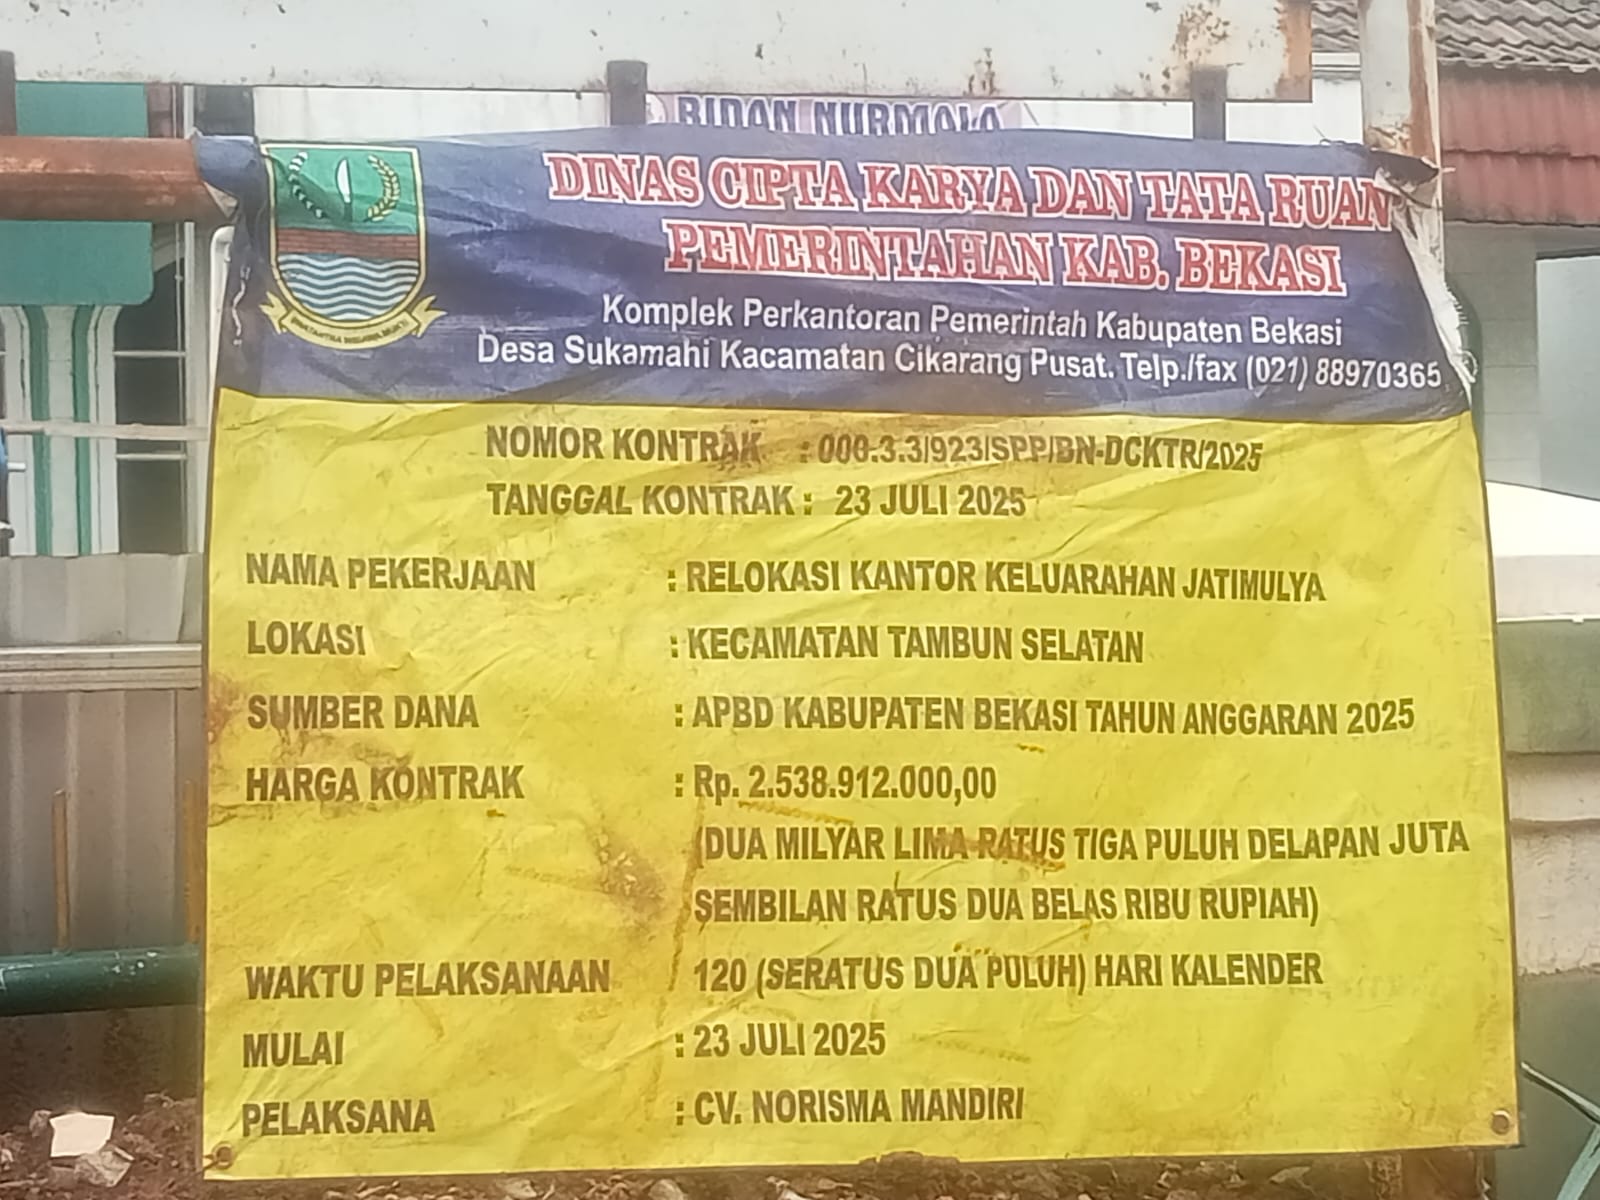 BIDAN NURMALA
DINAS CIPTA KARYA DAN TATA RUAN
PEMERINTAHAN KAB. BEKASI
Komplek Perkantoran Pemerintah Kabupaten Bekasi
Desa Sukamahi Kacamatan Cikarang Pusat. Telp./fax (021) 88970365
NOMOR KONTRAK : 000.3.3/923/SPP/BN-DCKTR/2025
TANGGAL KONTRAK : 23 JULI 2025
NAMA PEKERJAAN : RELOKASI KANTOR KELUARAHAN JATIMULYA
LOKASI : KECAMATAN TAMBUN SELATAN
SUMBER DANA : APBD KABUPATEN BEKASI TAHUN ANGGARAN 2025
HARGA KONTRAK : Rp. 2.538.912.000,00
(DUA MILYAR LIMA RATUS TIGA PULUH DELAPAN JUTA
SEMBILAN RATUS DUA BELAS RIBU RUPIAH)
WAKTU PELAKSANAAN 120 (SERATUS DUA PULUH) HARI KALENDER
MULAI : 23 JULI 2025
PELAKSANA : CV. NORISMA MANDIRI